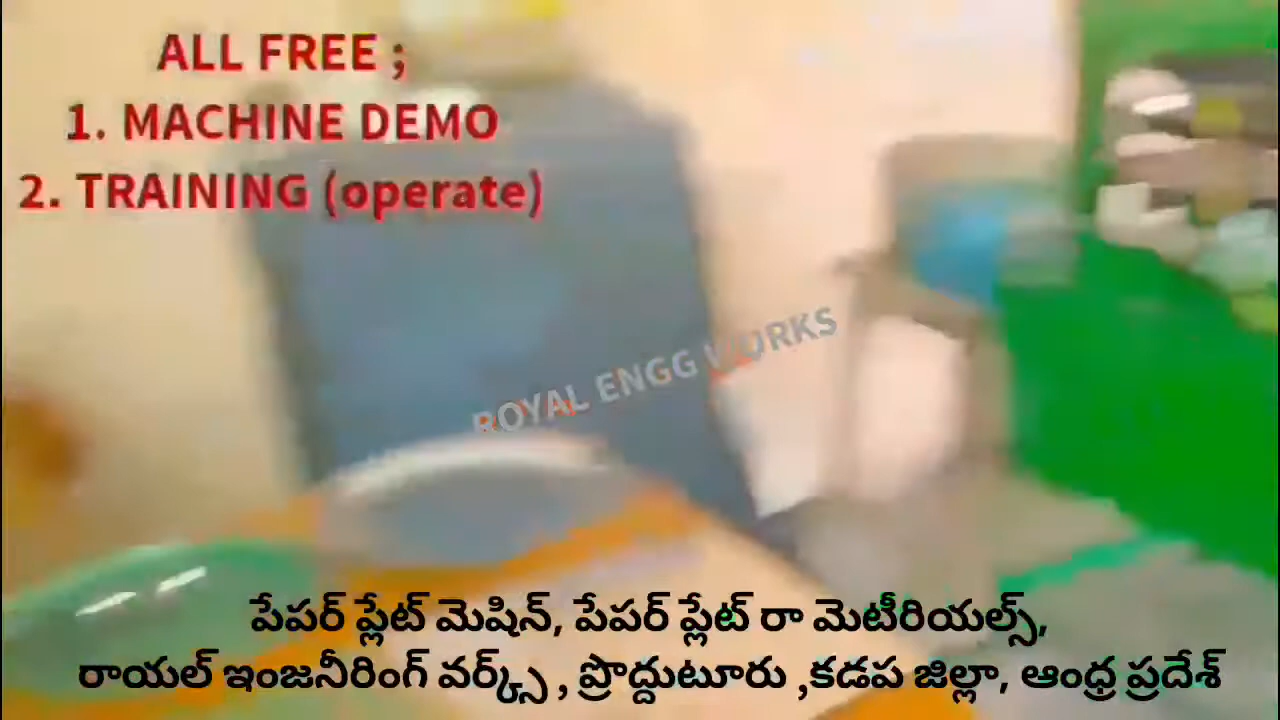 ALL FREE ;
1. MACHINE DEMO
2. TRAINING (operate)
ROYAL ENGG WORKS
పేపర్ ప్లేట్ మెషిన్, పేపర్ ప్లేట్ రా మెటీరియల్స్,
రాయల్ ఇంజనీరింగ్ వర్క్స్ , ప్రొద్దుటూరు ,కడప జిల్లా, ఆంధ్ర ప్రదేశ్